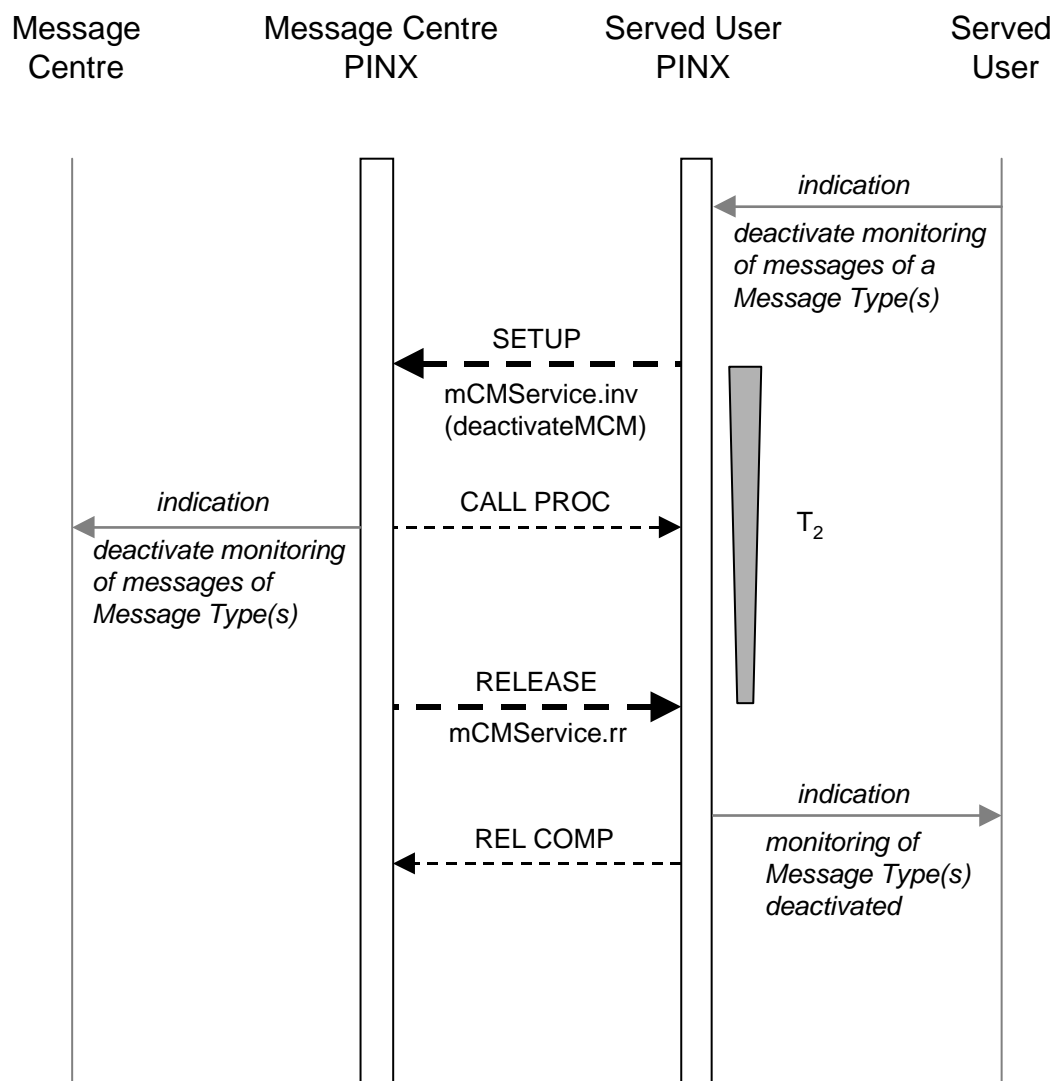 Message
Centre
Message Centre
PINX
Served User
PINX
Served
User
indication
deactivate monitoring
of messages of a
Message Type(s)
SETUP
mCMService.inv
(deactivateMCM)
indication
deactivate monitoring
of messages of
Message Type(s)
CALL PROC
T2
RELEASE
mCMService.rr
indication
monitoring of
Message Type(s)
deactivated
REL COMP